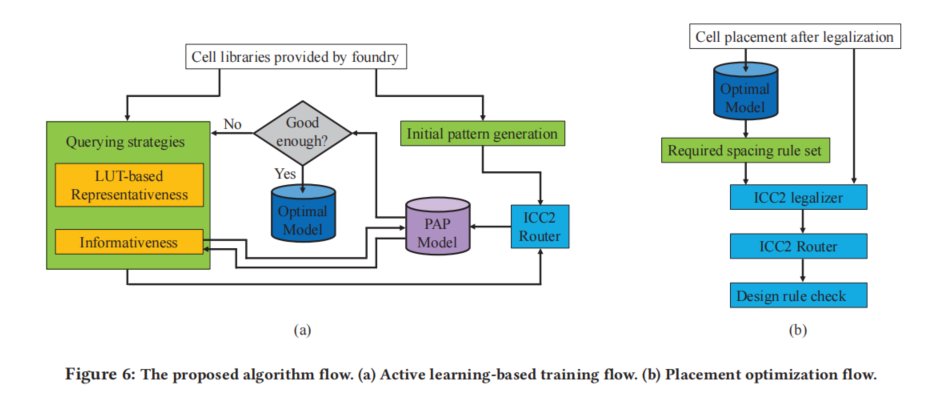 Cell libraries provided by foundry
Querying strategies
LUT-based
Representativeness
Informativeness
No
Good
enough?
Yes
Optimal
Model
PAP
Model
Initial pattern generation
ICC2
Router
(a)
Cell placement after legalization
Optimal
Model
Required spacing rule set
ICC2 legalizer
ICC2 Router
Design rule check
(b)
Figure 6: The proposed algorithm flow. (a) Active learning-based training flow. (b) Placement optimization flow.